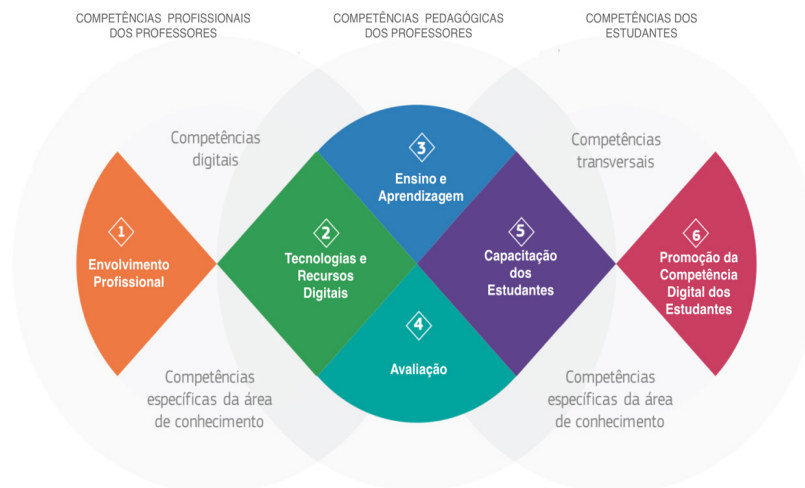 COMPETÊNCIAS PROFISSIONAIS
DOS PROFESSORES
COMPETÊNCIAS PEDAGÓGICAS
DOS PROFESSORES
COMPETÊNCIAS DOS
ESTUDANTES
Competências
digitais
Competências
transversais
3
Ensino e
Aprendizagem
1
Envolvimento
Profissional
2
Tecnologias e
Recursos
Digitais
5
Capacitação
dos
Estudantes
6
Promoção da
Competência
Digital dos
Estudantes
4
Avaliação
Competências
específicas da área
de conhecimento
Competências
específicas da área
de conhecimento